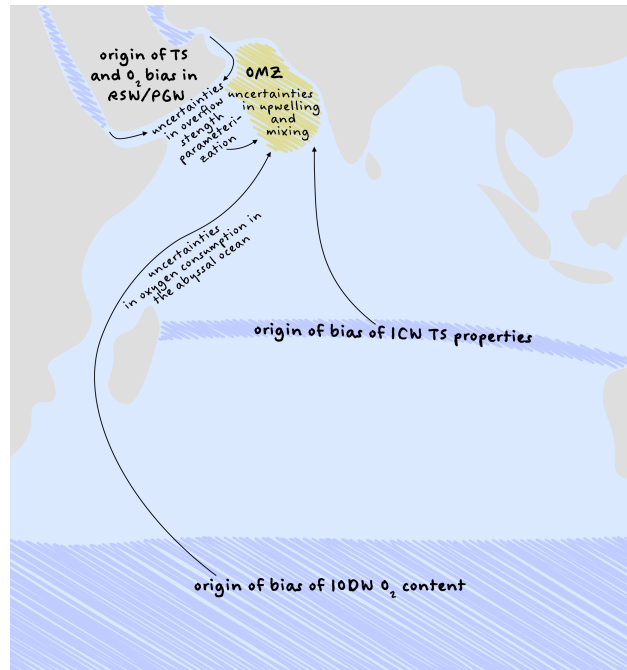 origin of TS
and O₂ bias in
RSW/PGW
OMZ
uncertainties
in upwelling
and
mixing
uncertainties
in overflow
stength
parameteri-
zation
uncertainties
in oxygen consumption in
the abyssal ocean
origin of bias of ICW TS properties
origin of bias of IODW O₂ content